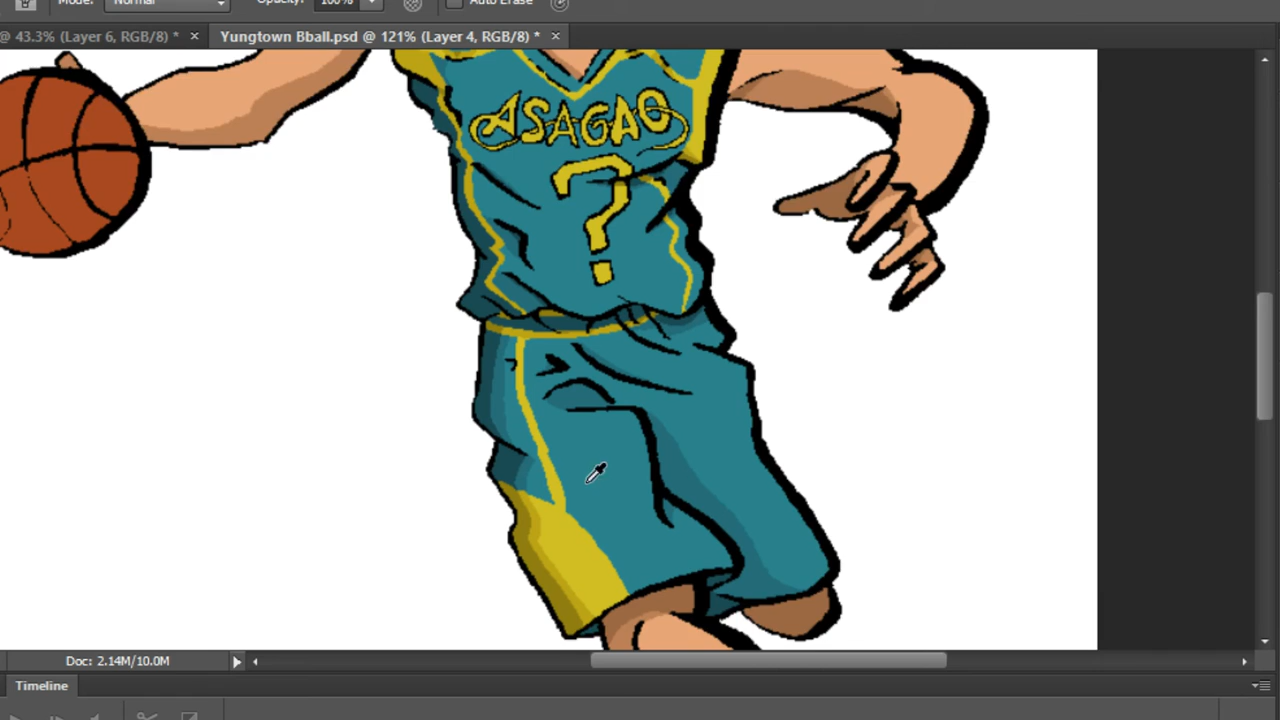 Mode: Normal Opacity: 100% Auto Erase
@ 43.3% (Layer 6, RGB/8) * × Yungtown Bball.psd @ 121% (Layer 4, RGB/8) * ×
ASAGAO
?
Doc: 2.14M/10.0M
Timeline